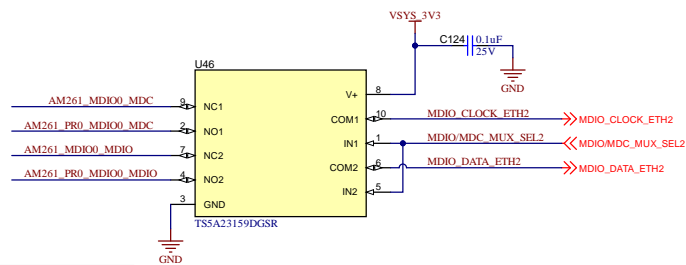 VSYS_3V3
C124 0.1uF
25V
GND
U46
V+ 8
AM261_MDIO0_MDC 9 NC1
COM1 10 MDIO_CLOCK_ETH2 MDIO_CLOCK_ETH2
AM261_PR0_MDIO0_MDC 2 NO1
IN1 1 MDIO/MDC_MUX_SEL2 MDIO/MDC_MUX_SEL2
AM261_MDIO0_MDIO 7 NC2
COM2 6 MDIO_DATA_ETH2 MDIO_DATA_ETH2
AM261_PR0_MDIO0_MDIO 4 NO2
IN2 5
3 GND
TS5A23159DGSR
GND